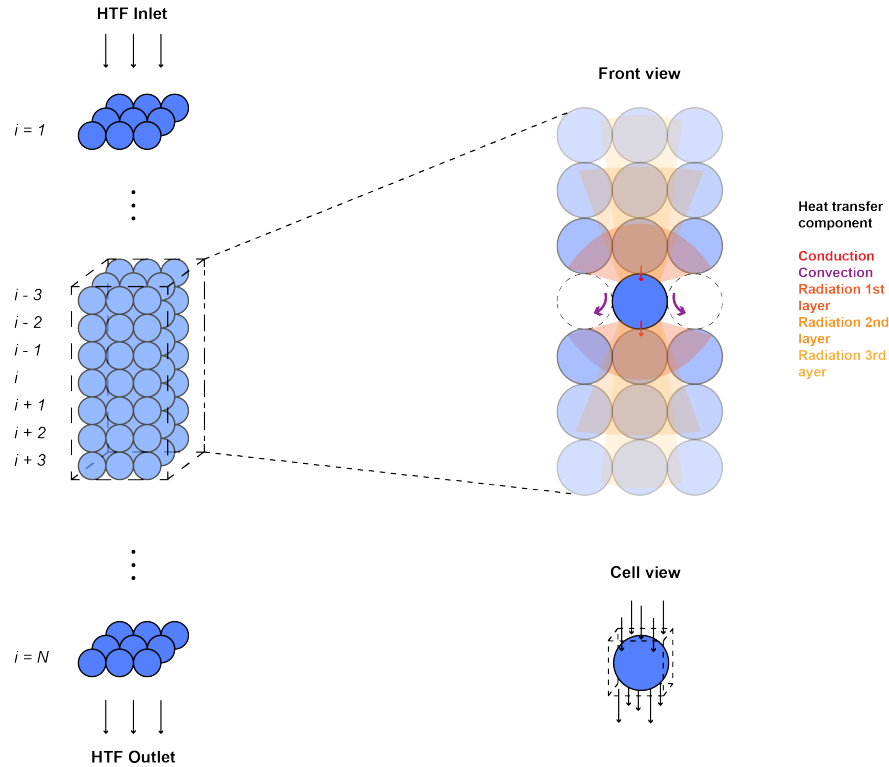 HTF Inlet
i = 1
i - 3
i - 2
i - 1
i
i + 1
i + 2
i + 3
i = N
HTF Outlet
Front view
Cell view
Heat transfer
component
Conduction
Convection
Radiation 1st
layer
Radiation 2nd
layer
Radiation 3rd
ayer